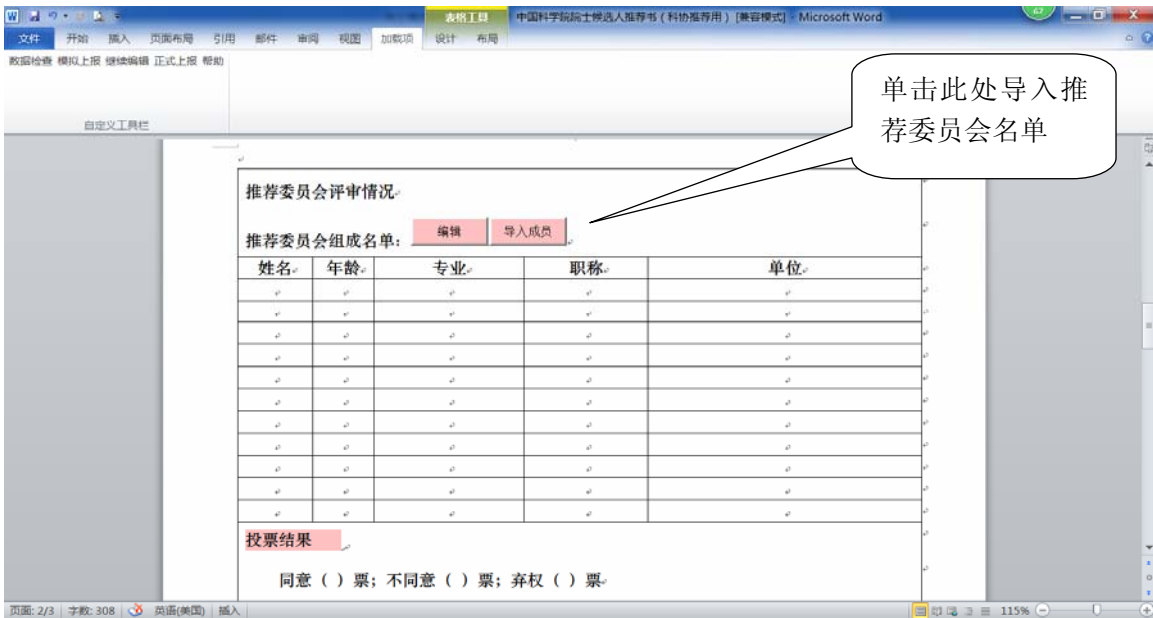 表格工具
中国科学院院士候选人推荐书（科协推荐用）[兼容模式] - Microsoft Word
文件 开始 插入 页面布局 引用 邮件 审阅 视图 加载项 设计 布局
数据检查 模拟上报 继续编辑 正式上报 帮助
自定义工具栏
单击此处导入推
荐委员会名单
推荐委员会评审情况
推荐委员会组成名单： 编辑 导入成员
姓名 年龄 专业 职称 单位
投票结果
同意（ ）票；不同意（ ）票；弃权（ ）票
页面: 2/3 字数: 308 英语(美国) 插入 115%